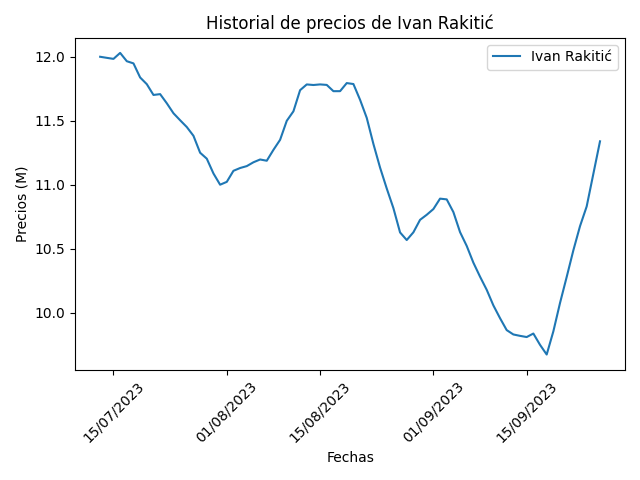 Historial de precios de Ivan Rakitić
Ivan Rakitić
Precios (M)
12.0
11.5
11.0
10.5
10.0
15/07/2023
01/08/2023
15/08/2023
01/09/2023
15/09/2023
Fechas